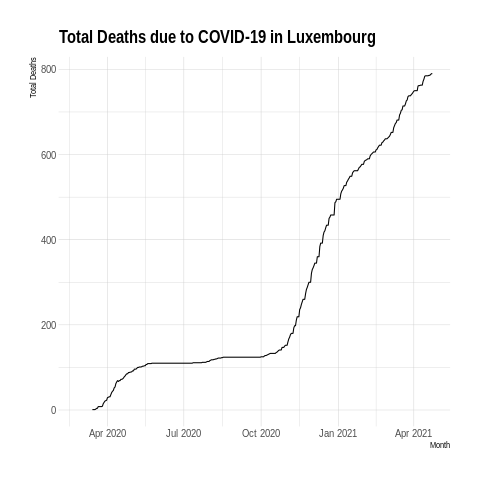 Total Deaths due to COVID-19 in Luxembourg
Total Deaths
800
600
400
200
0
Apr 2020 Jul 2020 Oct 2020 Jan 2021 Apr 2021
Month